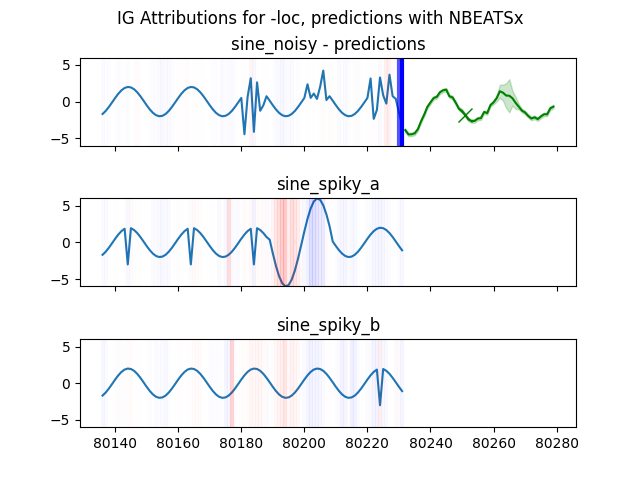 IG Attributions for -loc, predictions with NBEATSx
sine_noisy - predictions
5
0
−5
sine_spiky_a
5
0
−5
sine_spiky_b
5
0
−5
80140 80160 80180 80200 80220 80240 80260 80280